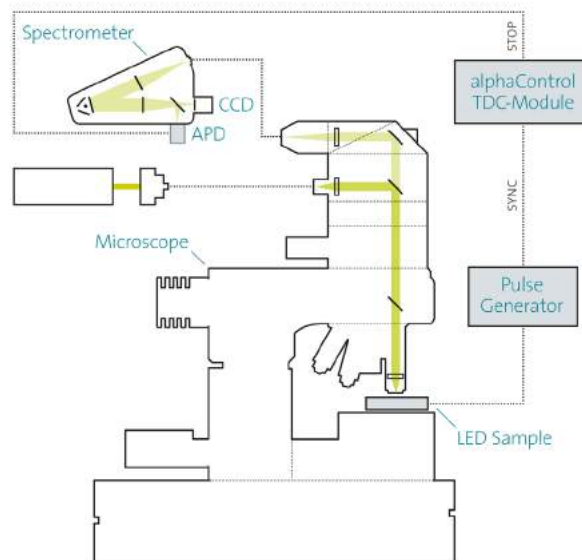 Spectrometer
STOP
alphaControl
TDC-Module
CCD
APD
SYNC
Microscope
Pulse
Generator
LED Sample